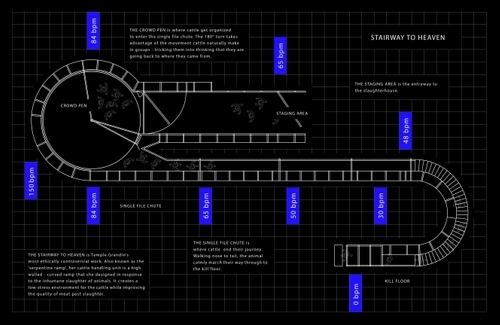 84 bpm
THE CROWD PEN is where cattle get organized
to enter the single file chute. The 180° turn takes
advantage of the movement cattle naturally make
in groups - tricking them into thinking that they are
going back to where they came from.
STAIRWAY TO HEAVEN
65 bpm
THE STAGING AREA is the entryway to
the slaughterhouse.
CROWD PEN
STAGING AREA
48 bpm
150 bpm
84 bpm
SINGLE FILE CHUTE
65 bpm
50 bpm
30 bpm
THE STAIRWAY TO HEAVEN is Temple Grandin's
most ethically controversial work. Also known as the
'serpentine ramp', her cattle handling unit is a high
walled - curved ramp that she designed in response
to the inhumane slaughter of animals. It creates a
low-stress environment for the cattle while improving
the quality of meat post slaughter.
THE SINGLE FILE CHUTE is
where cattle end their journey.
Walking nose to tail, the animal
calmly march their way through to
the kill floor.
KILL FLOOR
0 bpm